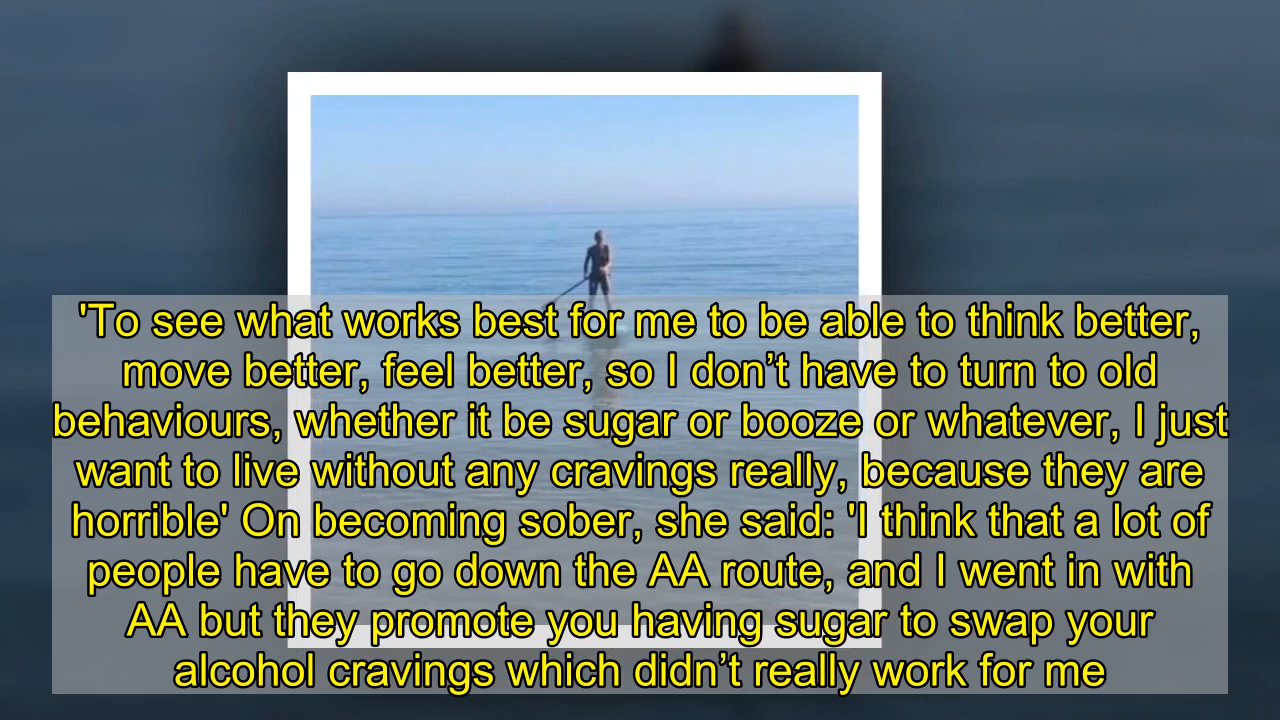 'To see what works best for me to be able to think better,
move better, feel better, so I don’t have to turn to old
behaviours, whether it be sugar or booze or whatever, I just
want to live without any cravings really, because they are
horrible' On becoming sober, she said: 'I think that a lot of
people have to go down the AA route, and I went in with
AA but they promote you having sugar to swap your
alcohol cravings which didn’t really work for me